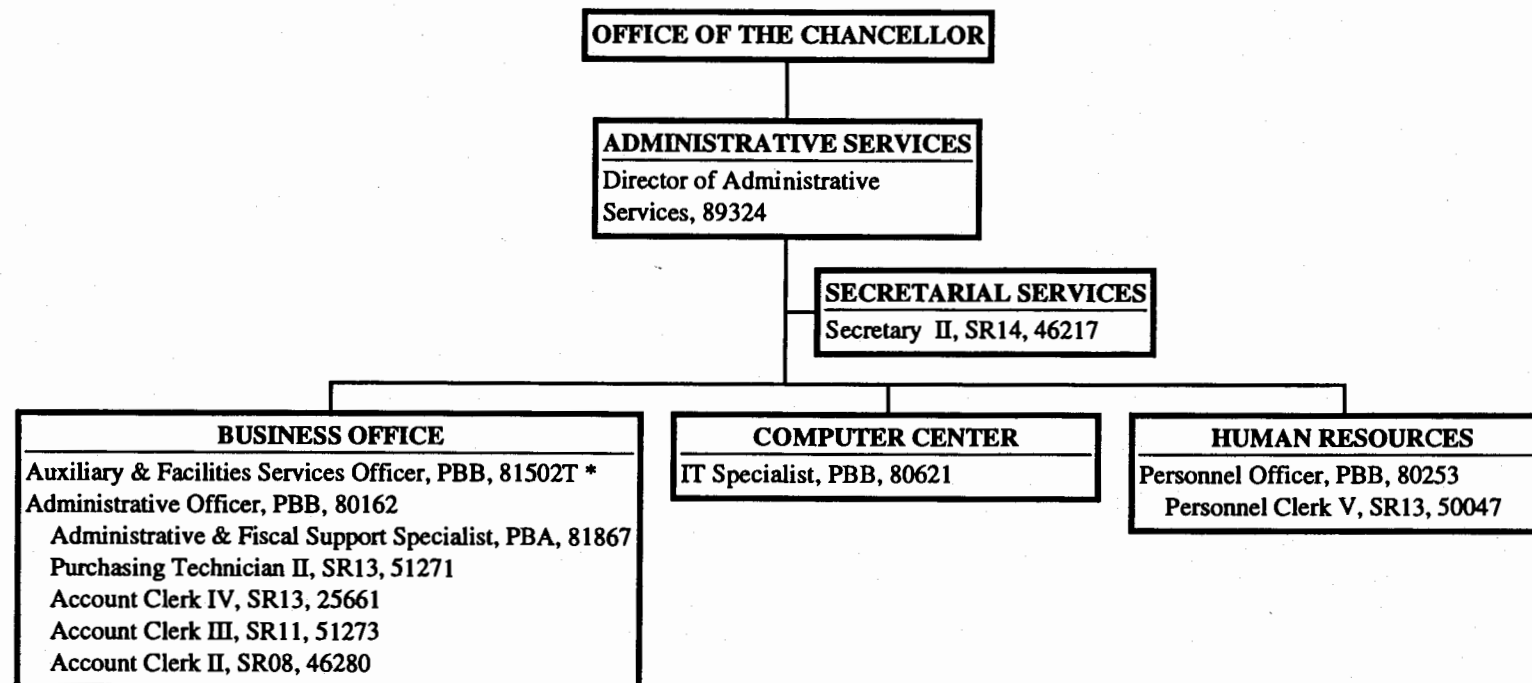 OFFICE OF THE CHANCELLOR
ADMINISTRATIVE SERVICES
Director of Administrative
Services, 89324
SECRETARIAL SERVICES
Secretary II, SR14, 46217
BUSINESS OFFICE
Auxiliary & Facilities Services Officer, PBB, 81502T *
Administrative Officer, PBB, 80162
Administrative & Fiscal Support Specialist, PBA, 81867
Purchasing Technician II, SR13, 51271
Account Clerk IV, SR13, 25661
Account Clerk III, SR11, 51273
Account Clerk II, SR08, 46280
COMPUTER CENTER
IT Specialist, PBB, 80621
HUMAN RESOURCES
Personnel Officer, PBB, 80253
Personnel Clerk V, SR13, 50047